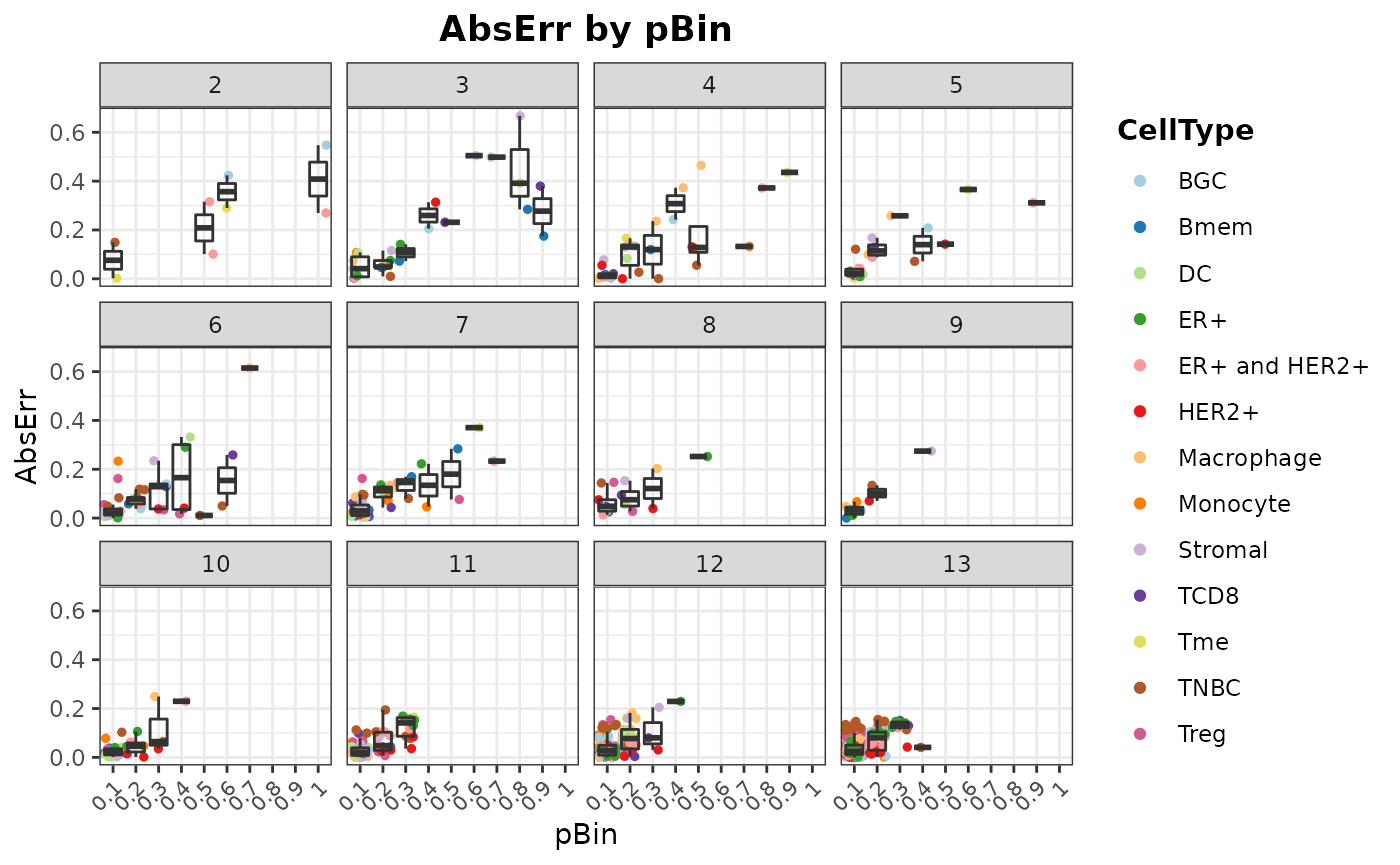 AbsErr by pBin
2 3 4 5
0.6
0.4
0.2
0.0
6 7 8 9
0.6
0.4
0.2
0.0
10 11 12 13
0.6
0.4
0.2
0.0
0.1 0.2 0.3 0.4 0.5 0.6 0.7 0.8 0.9 1 0.1 0.2 0.3 0.4 0.5 0.6 0.7 0.8 0.9 1 0.1 0.2 0.3 0.4 0.5 0.6 0.7 0.8 0.9 1 0.1 0.2 0.3 0.4 0.5 0.6 0.7 0.8 0.9 1
AbsErr
pBin
CellType
BGC
Bmem
DC
ER+
ER+ and HER2+
HER2+
Macrophage
Monocyte
Stromal
TCD8
Tme
TNBC
Treg